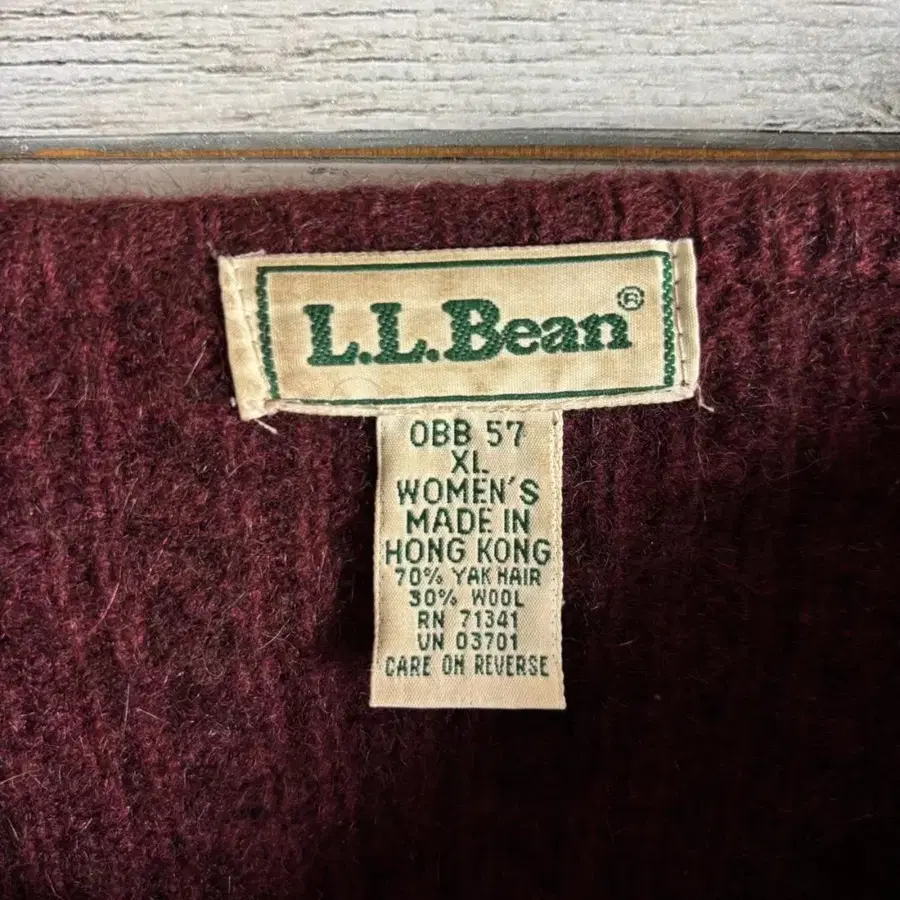 L.L.Bean®
OBB 57
XL
WOMEN'S
MADE IN
HONG KONG
70% YAK HAIR
30% WOOL
RN 71341
VN 03701
CARE ON REVERSE